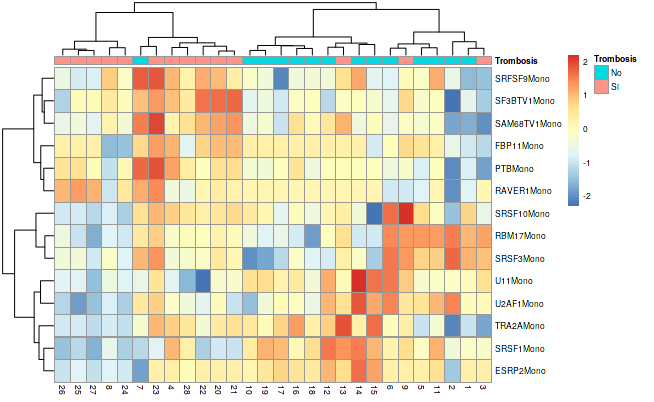 Trombosis
SRFSF9Mono
SF3BTV1Mono
SAM68TV1Mono
FBP11Mono
PTBMono
RAVER1Mono
SRSF10Mono
RBM17Mono
SRSF3Mono
U11Mono
U2AF1Mono
TRA2AMono
SRSF1Mono
ESRP2Mono
26 25 27 8 24 7 23 4 28 22 20 21 10 19 17 16 18 12 13 14 15 6 9 5 11 2 1 3
2
1
0
-1
-2
Trombosis
No
SI